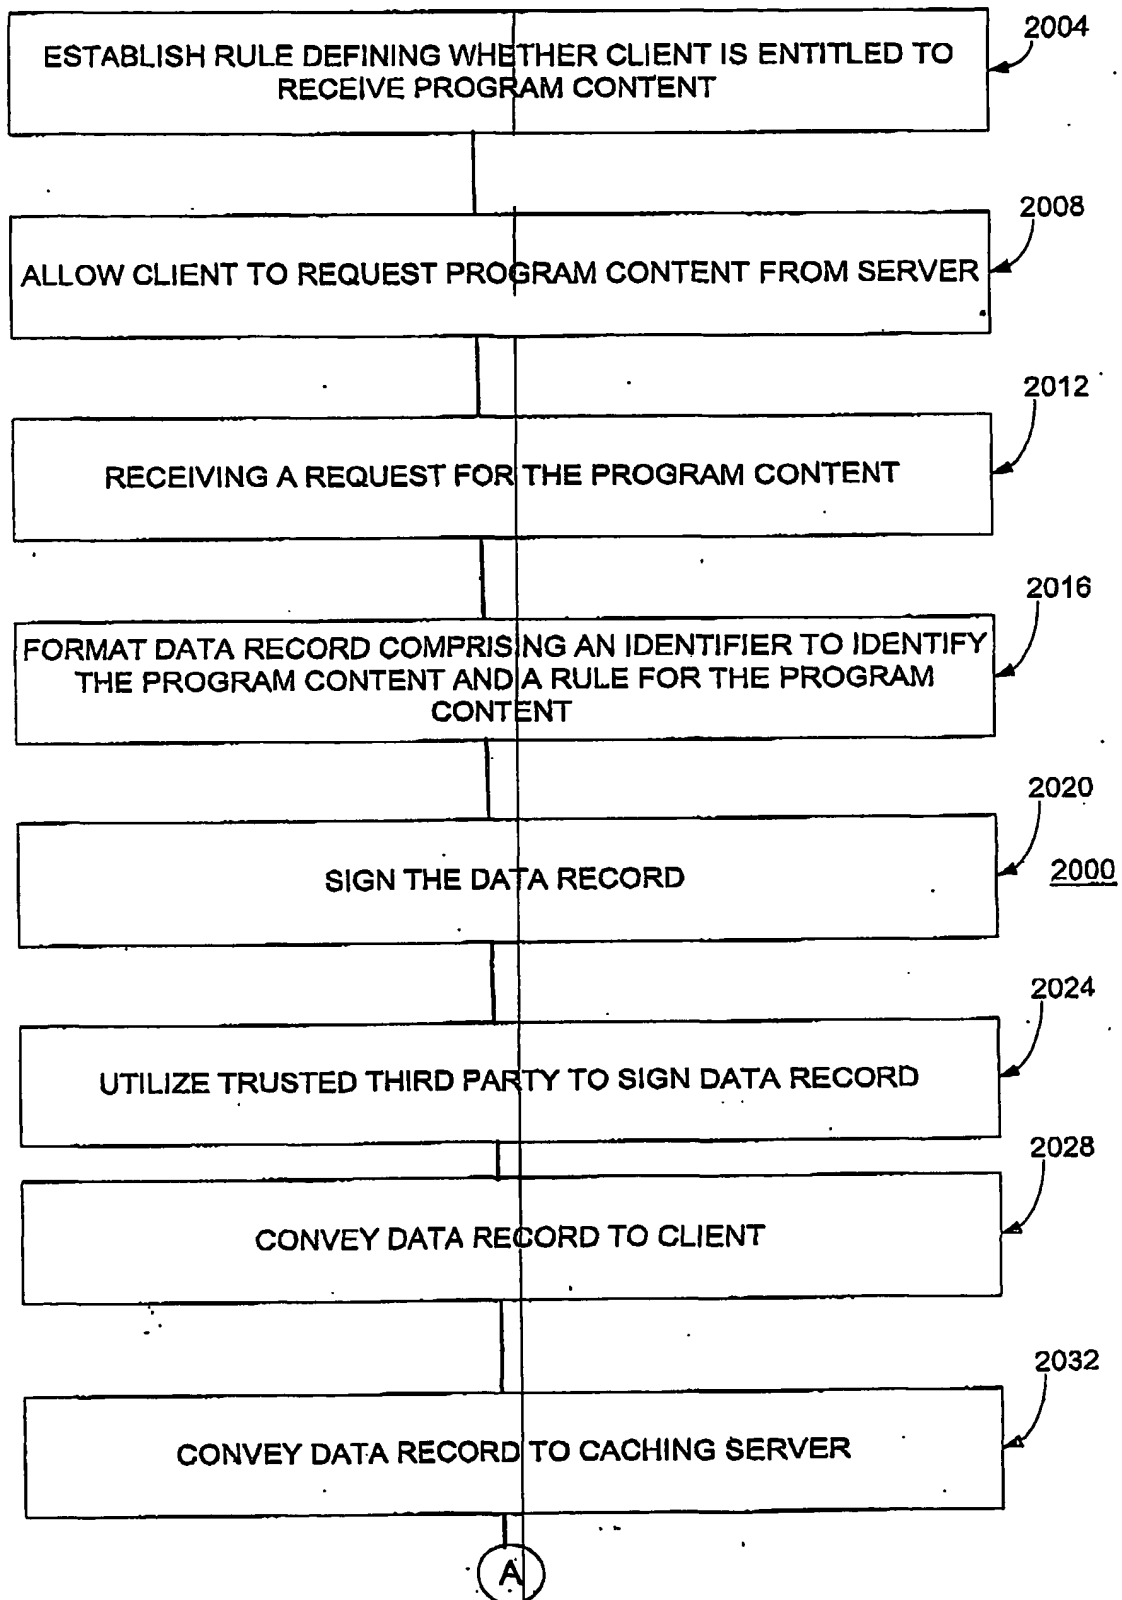 2004
ESTABLISH RULE DEFINING WHETHER CLIENT IS ENTITLED TO
RECEIVE PROGRAM CONTENT
2008
ALLOW CLIENT TO REQUEST PROGRAM CONTENT FROM SERVER
2012
RECEIVING A REQUEST FOR THE PROGRAM CONTENT
2016
FORMAT DATA RECORD COMPRISING AN IDENTIFIER TO IDENTIFY
THE PROGRAM CONTENT AND A RULE FOR THE PROGRAM
CONTENT
2020
SIGN THE DATA RECORD
2000
2024
UTILIZE TRUSTED THIRD PARTY TO SIGN DATA RECORD
2028
CONVEY DATA RECORD TO CLIENT
2032
CONVEY DATA RECORD TO CACHING SERVER
A